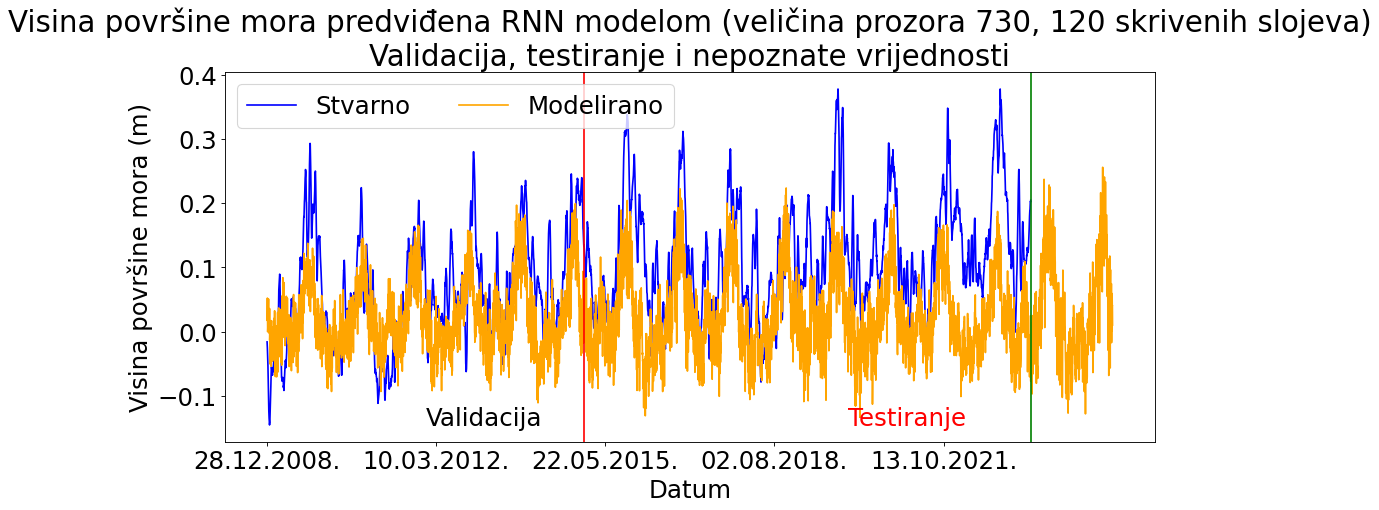 Visina površine mora predviđena RNN modelom (veličina prozora 730, 120 skrivenih slojeva)
Validacija, testiranje i nepoznate vrijednosti
Stvarno Modelirano
Visina površine mora (m)
0.4
0.3
0.2
0.1
0.0
−0.1
Validacija Testiranje
28.12.2008. 10.03.2012. 22.05.2015. 02.08.2018. 13.10.2021.
Datum